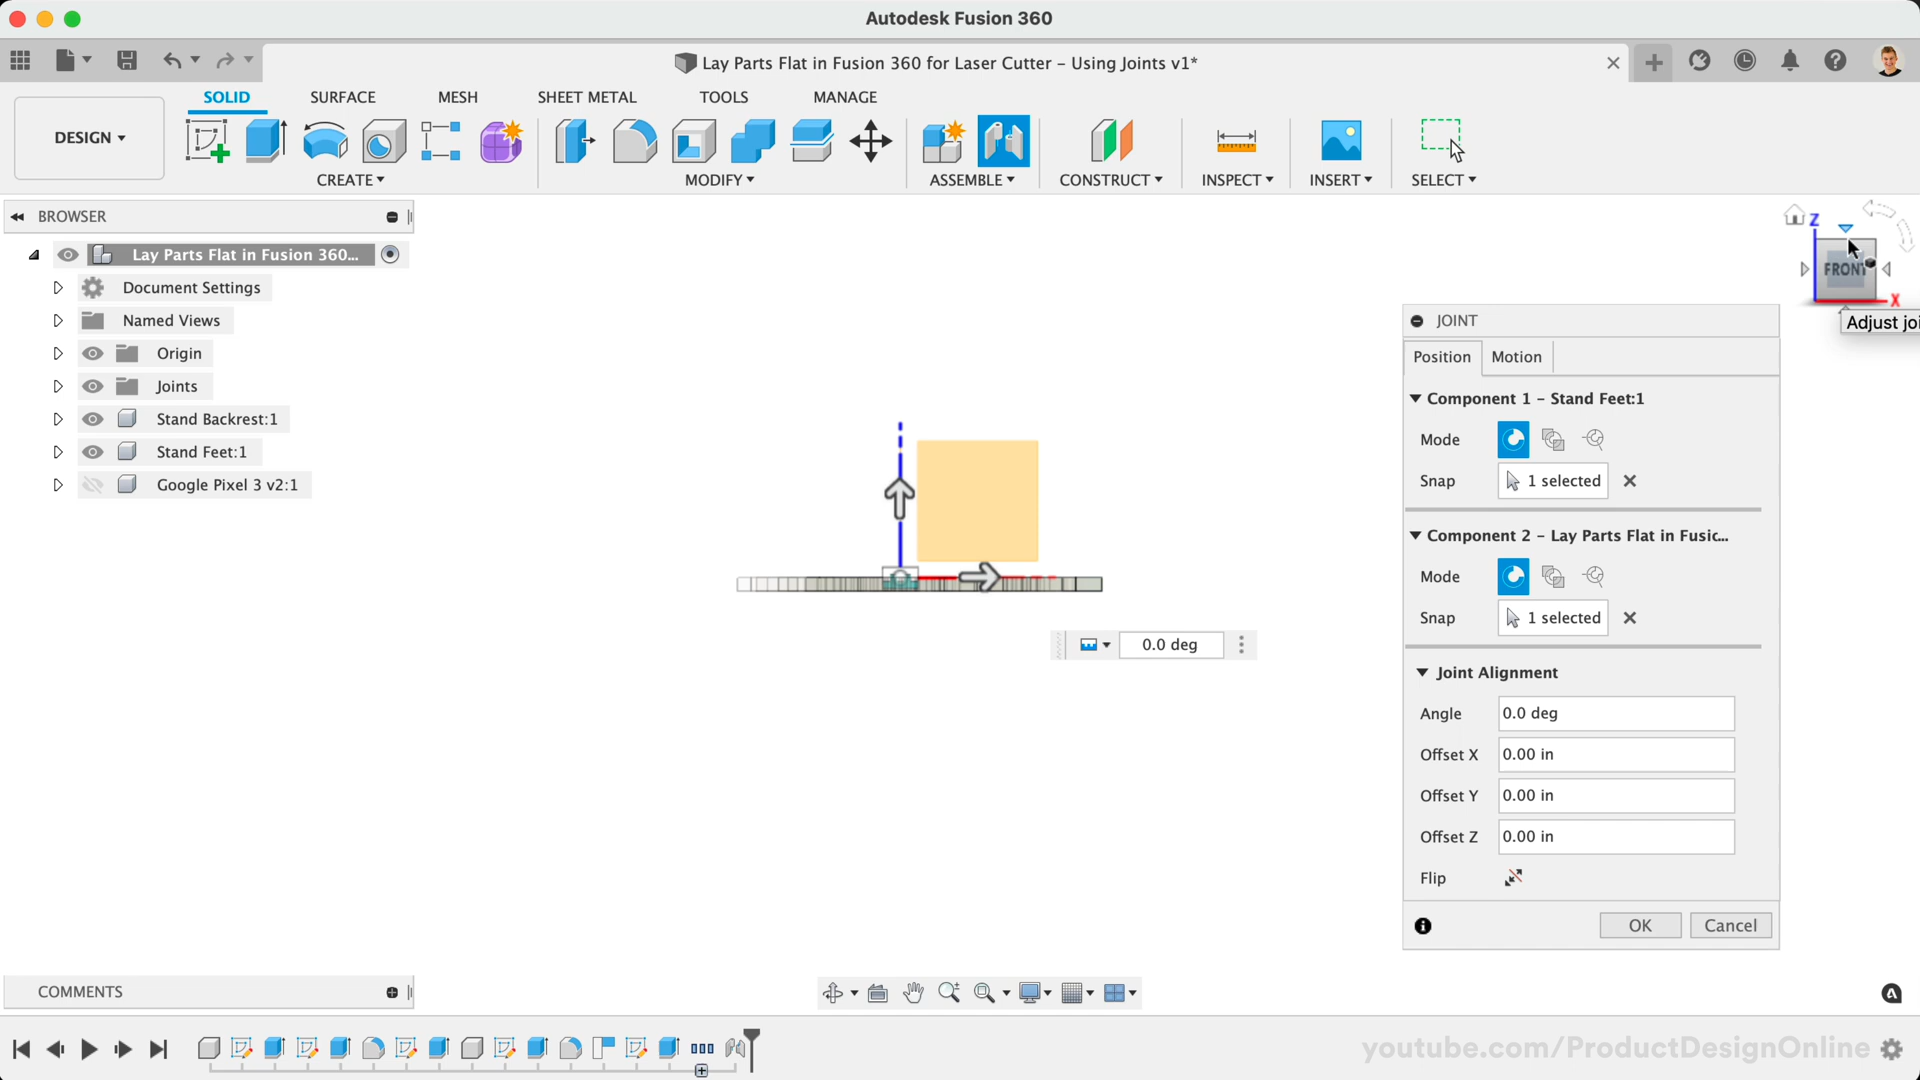 Autodesk Fusion 360
Lay Parts Flat in Fusion 360 for Laser Cutter – Using Joints v1*
SOLID SURFACE MESH SHEET METAL TOOLS MANAGE
DESIGN
CREATE MODIFY ASSEMBLE CONSTRUCT INSPECT INSERT SELECT
BROWSER
Lay Parts Flat in Fusion 360...
Document Settings
Named Views
Origin
Joints
Stand Backrest:1
Stand Feet:1
Google Pixel 3 v2:1
Z
FRONT
X
Adjust joi
0.0 deg
JOINT
Position Motion
Component 1 – Stand Feet:1
Mode
Snap 1 selected
Component 2 – Lay Parts Flat in Fusic...
Mode
Snap 1 selected
Joint Alignment
Angle 0.0 deg
Offset X 0.00 in
Offset Y 0.00 in
Offset Z 0.00 in
Flip
OK Cancel
COMMENTS
youtube.com/ProductDesignOnline